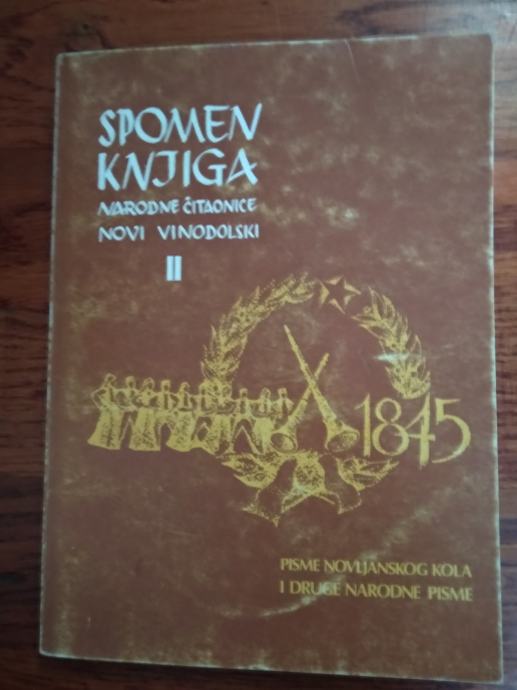 SPOMEN
KNJIGA
NARODNE ČITAONICE
NOVI VINODOLSKI
II
1845
PISME NOVLJANSKOG KOLA
I DRUGE NARODNE PISME